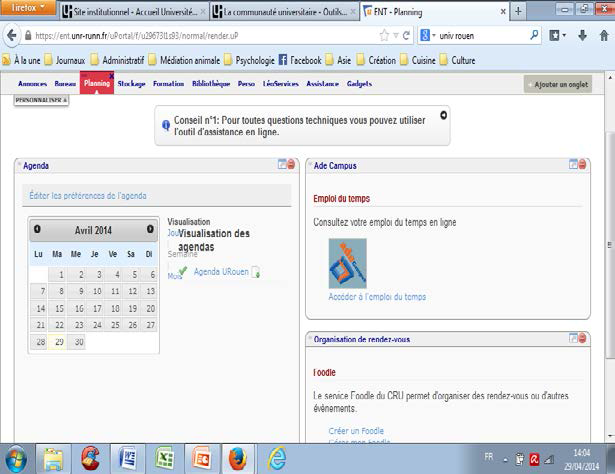 firefox
Site institutionnel - Accueil Université...
La communauté universitaire - Outils...
ENT - Planning
https://ent.unr-runn.fr/uPortal/f/u2967311s93/normal/render.uP
univ rouen
À la une
Journaux
Administratif
Médiation animale
Psychologie
Facebook
Asie
Création
Cuisine
Culture
Annonces
Bureau
Planning
Stockage
Formation
Bibliothèque
Perso
LéoServices
Assistance
Gadgets
Ajouter un onglet
PERSONNALISER
Conseil n°1: Pour toutes questions techniques vous pouvez utiliser
l'outil d'assistance en ligne.
Agenda
Éditer les préférences de l'agenda
Avril 2014
Lu Ma Me Je Ve Sa Di
1 2 3 4 5 6
7 8 9 10 11 12 13
14 15 16 17 18 19 20
21 22 23 24 25 26 27
28 29 30
Visualisation
Jou
Visualisation des
agendas
Semaine
Mois
Agenda URouen
Ade Campus
Emploi du temps
Consultez votre emploi du temps en ligne
Accéder à l'emploi du temps
Organisation de rendez-vous
Foodle
Le service Foodle du CRU permet d'organiser des rendez-vous ou d'autres
évènements.
Créer un Foodle
FR
14:04
29/04/2014